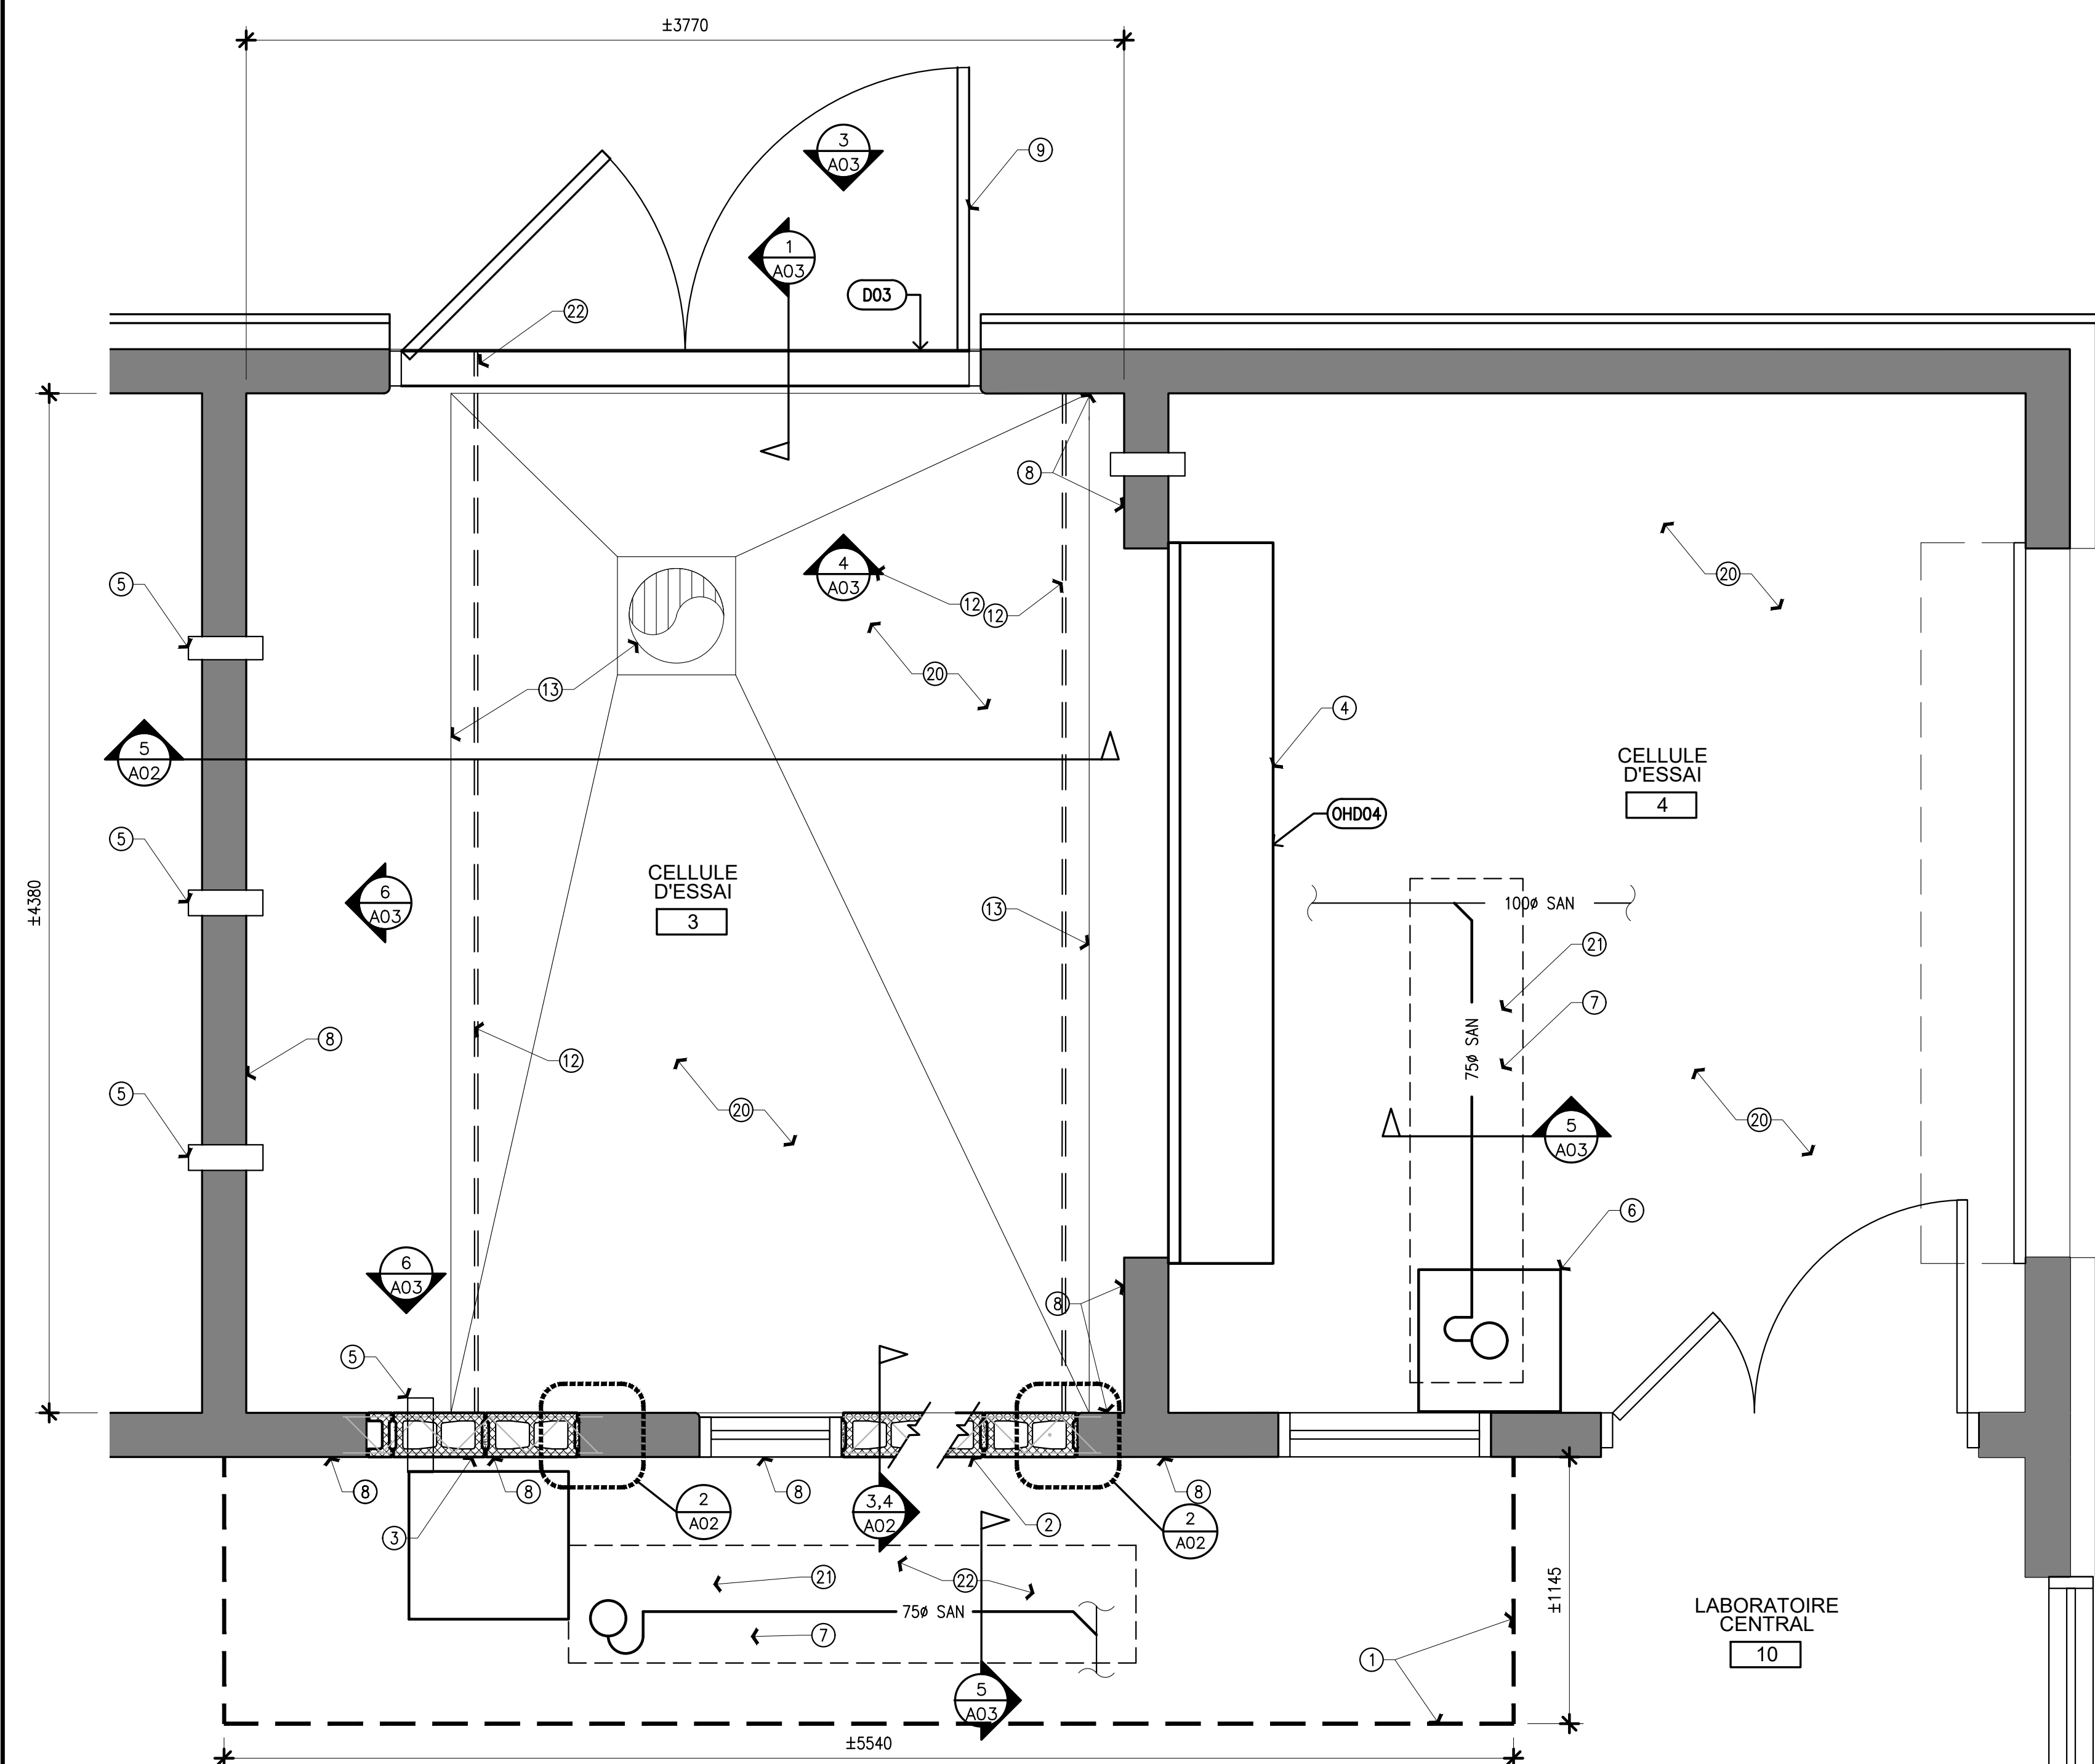 ±3770
3
A03
9
1
A03
D03
22
8
4
A03
12
12
20
5
20
13
4
5
A02
CELLULE
D'ESSAI
4
OHD04
5
CELLULE
D'ESSAI
3
6
A03
±4380
13
100ø SAN
21
7
75ø SAN
8
12
5
20
20
5
A03
6
6
A03
8
5
8
8
8
8
3
2
A02
3,4
A02
2
2
A02
21
22
75ø SAN
7
±1145
1
LABORATOIRE
CENTRAL
10
5
A03
±5540